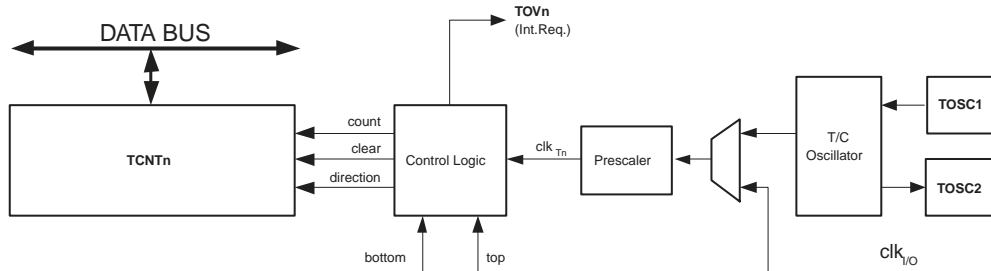 TOVn
(Int.Req.)
DATA BUS
TCNTn
count
clear
direction
Control Logic
clk Tn
Prescaler
T/C
Oscillator
TOSC1
TOSC2
bottom
top
clk I/O